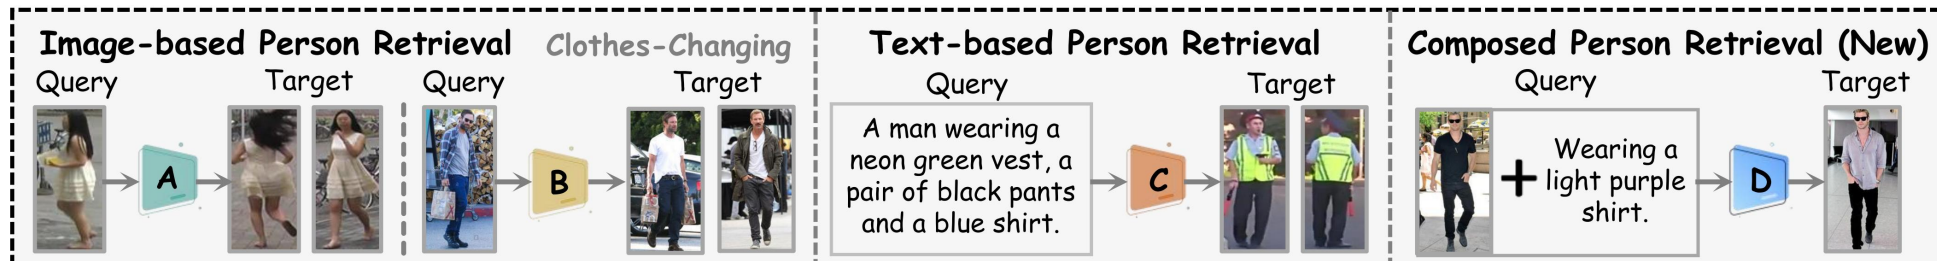 Image-based Person Retrieval
Clothes-Changing
Query
Target
Query
Target
A
B
Text-based Person Retrieval
Query
Target
A man wearing a
neon green vest, a
pair of black pants
and a blue shirt.
C
Composed Person Retrieval (New)
Query
Target
+
Wearing a
light purple
shirt.
D